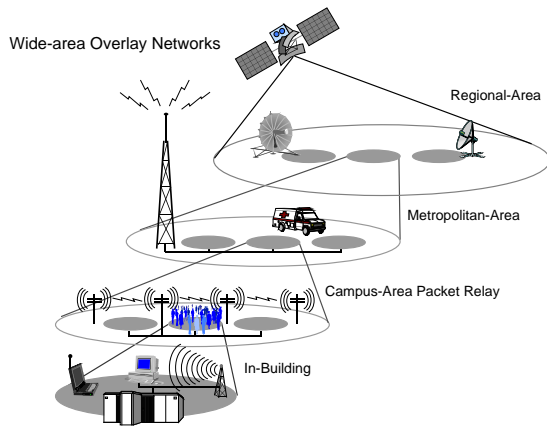 Wide-area Overlay Networks
Regional-Area
Metropolitan-Area
Campus-Area Packet Relay
In-Building